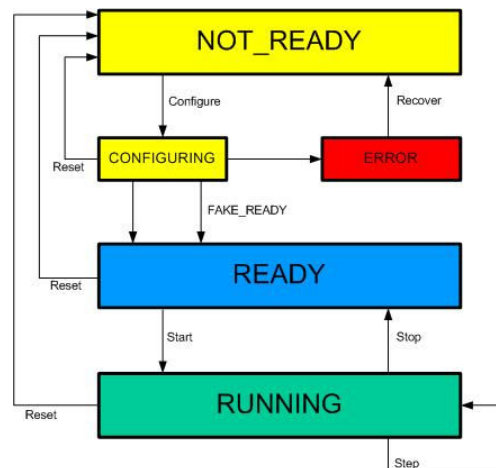 NOT_READY
Configure
Recover
CONFIGURING
ERROR
Reset
FAKE_READY
READY
Reset
Start
Stop
RUNNING
Reset
Step